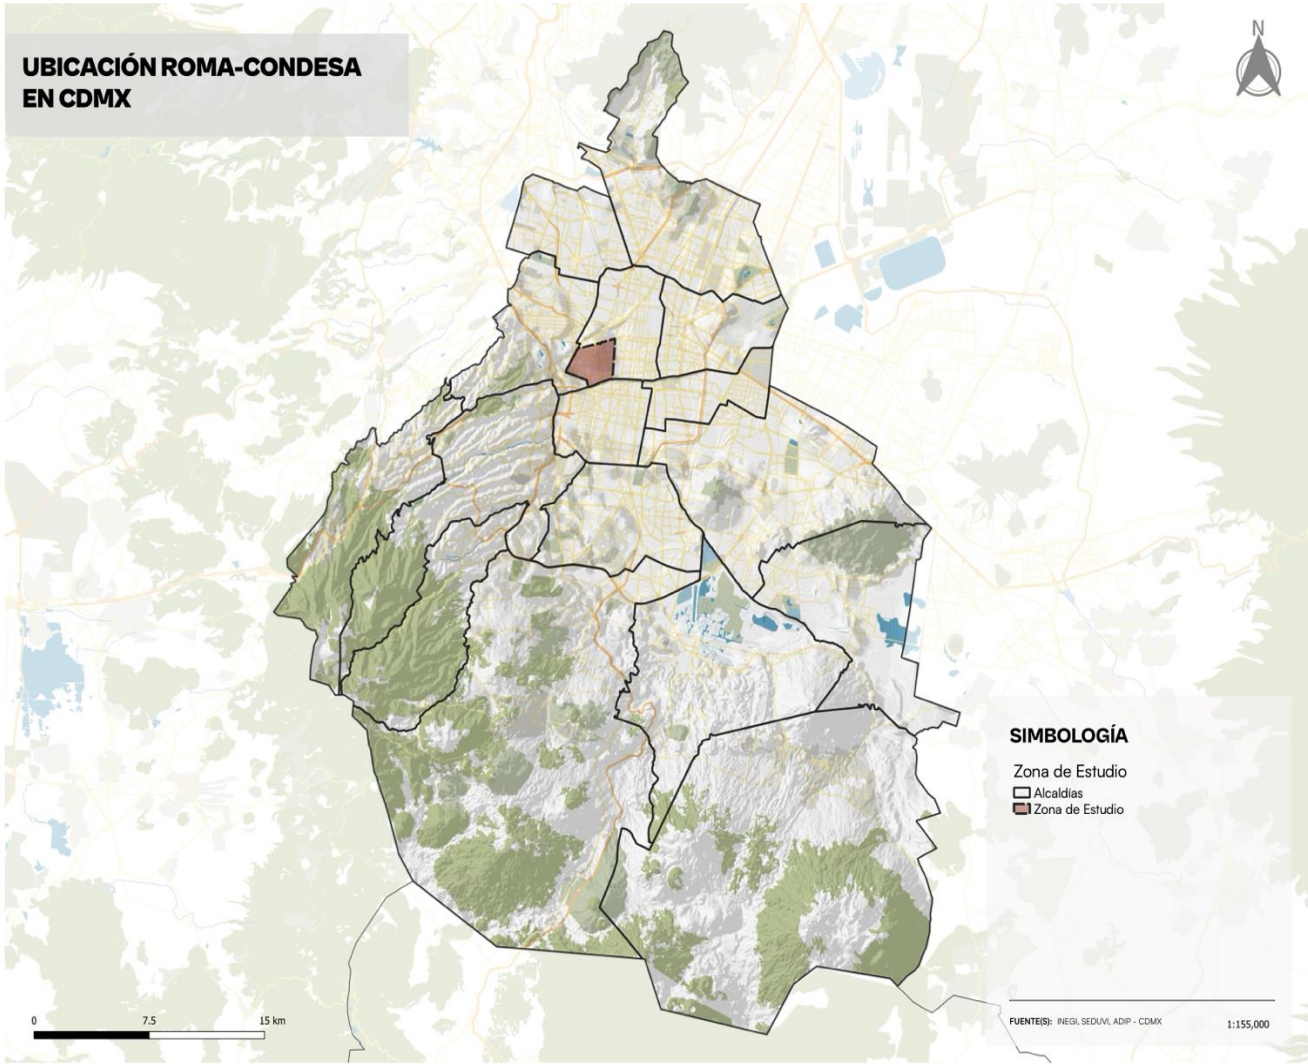 UBICACIÓN ROMA-CONDESA
EN CDMX
N
SIMBOLOGÍA
Zona de Estudio
Alcaldías
Zona de Estudio
0 7.5 15 km
FUENTE(S): INEGI, SEDUVI, ADIP - CDMX
1:155,000